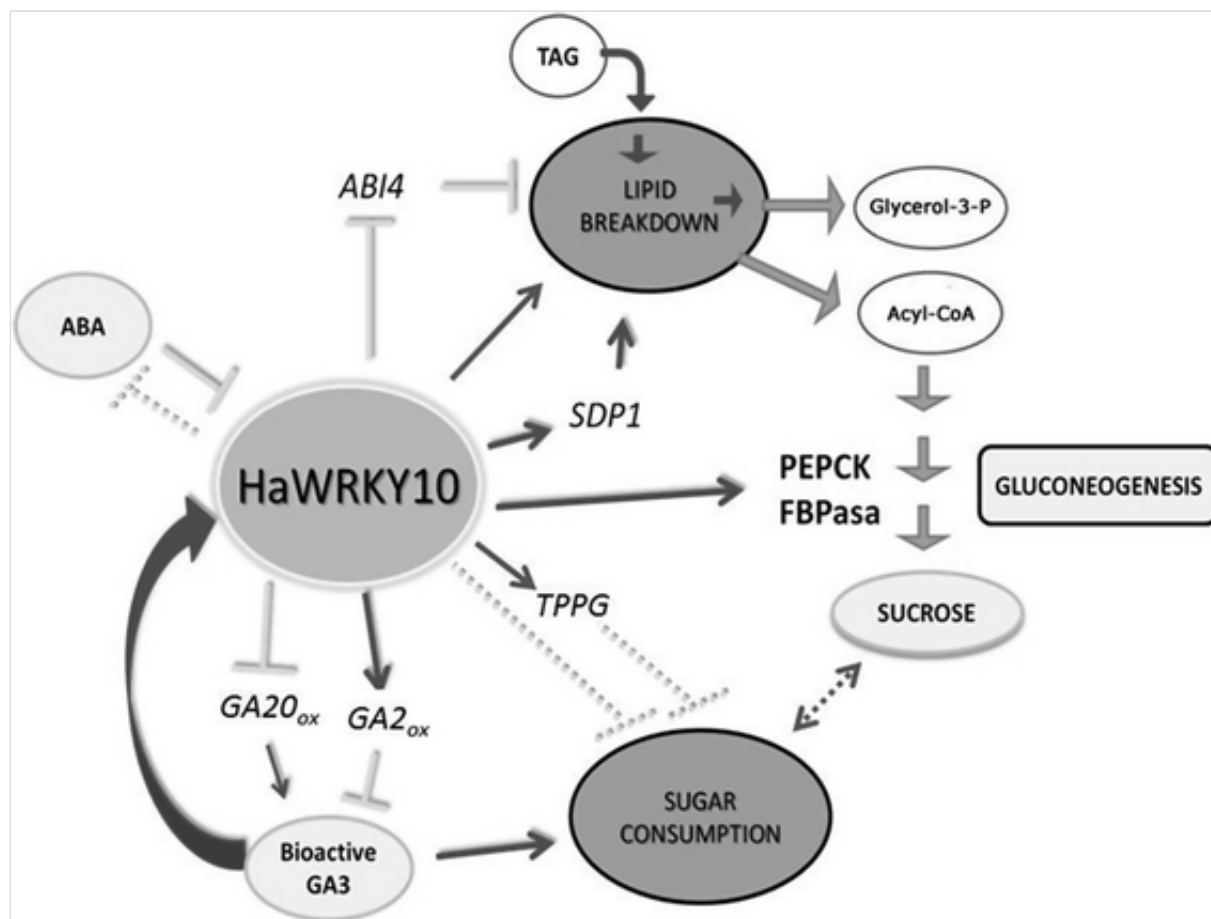 TAG
ABI4
LIPID
BREAKDOWN
Glycerol-3-P
Acyl-CoA
ABA
SDP1
HaWRKY10
PEPCK
FBPasa
GLUCONEOGENESIS
TPPG
SUCROSE
GA20ox
GA2ox
SUGAR
CONSUMPTION
Bioactive
GA3